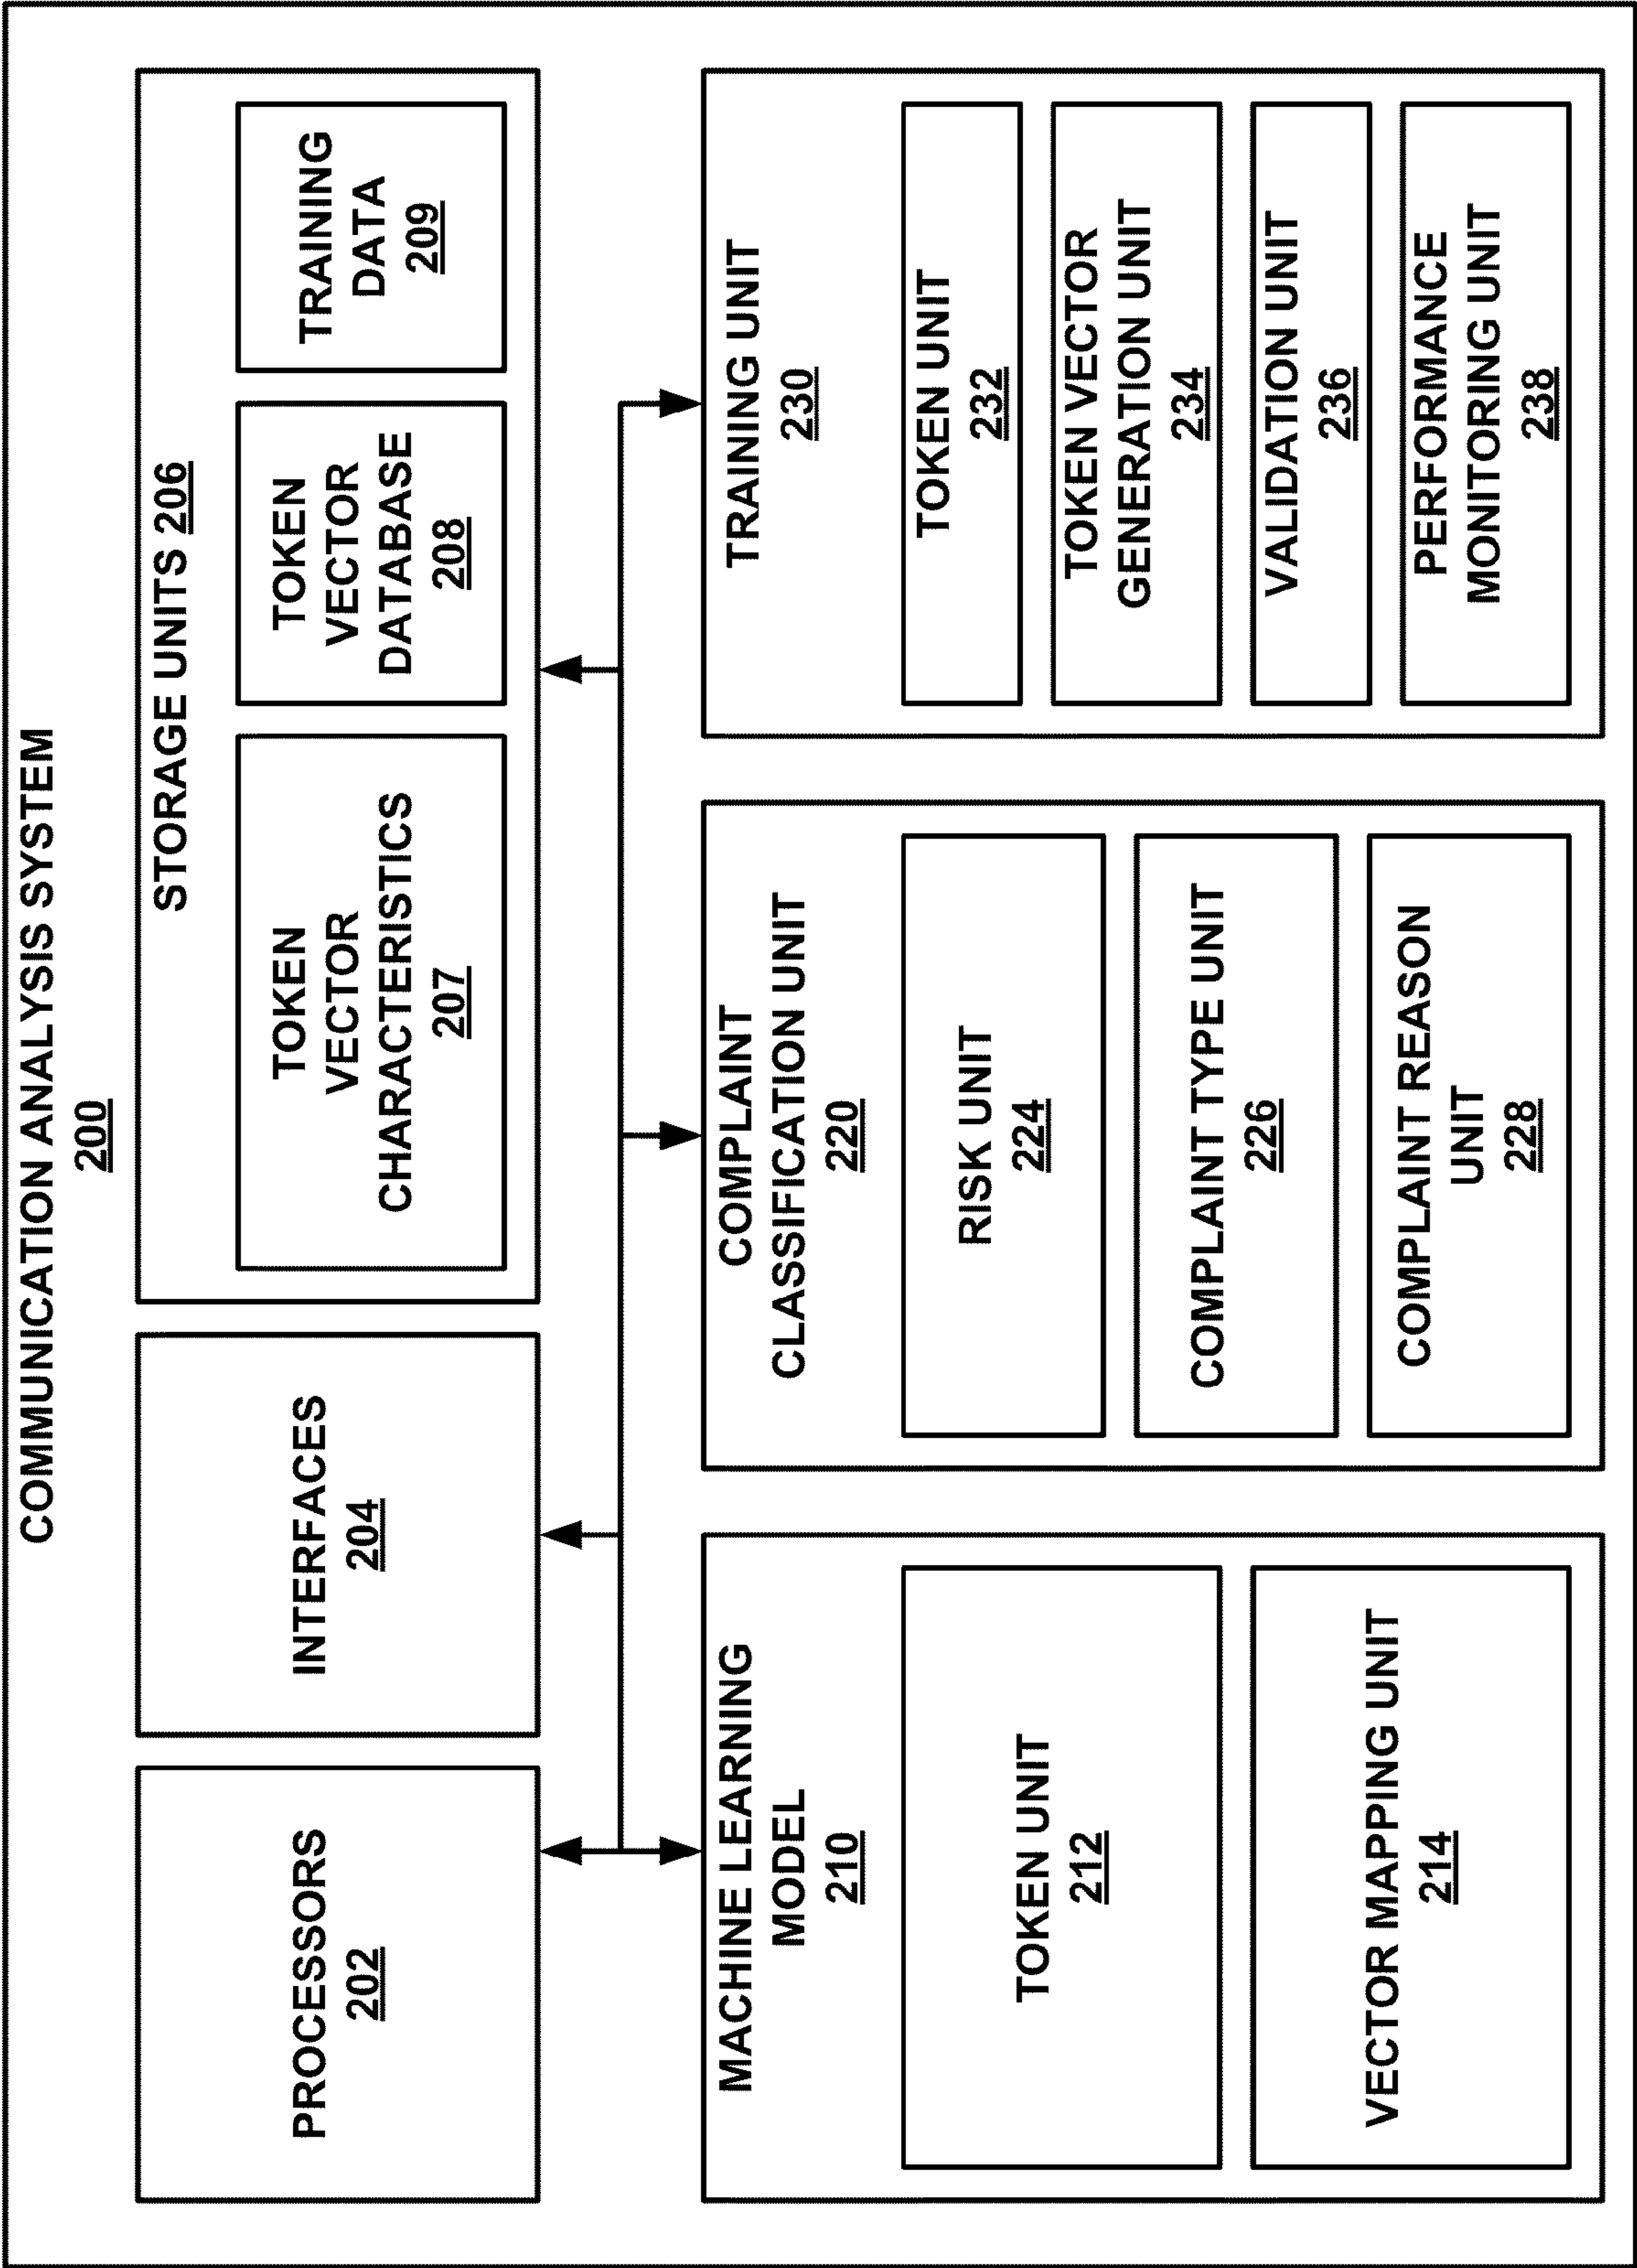 COMMUNICATION ANALYSIS SYSTEM
200
PROCESSORS
202
INTERFACES
204
STORAGE UNITS 206
TOKEN
VECTOR
CHARACTERISTICS
207
TOKEN
VECTOR
DATABASE
208
TRAINING
DATA
209
MACHINE LEARNING
MODEL
210
TOKEN UNIT
212
VECTOR MAPPING UNIT
214
COMPLAINT
CLASSIFICATION UNIT
220
RISK UNIT
224
COMPLAINT TYPE UNIT
226
COMPLAINT REASON
UNIT
228
TRAINING UNIT
230
TOKEN UNIT
232
TOKEN VECTOR
GENERATION UNIT
234
VALIDATION UNIT
236
PERFORMANCE
MONITORING UNIT
238